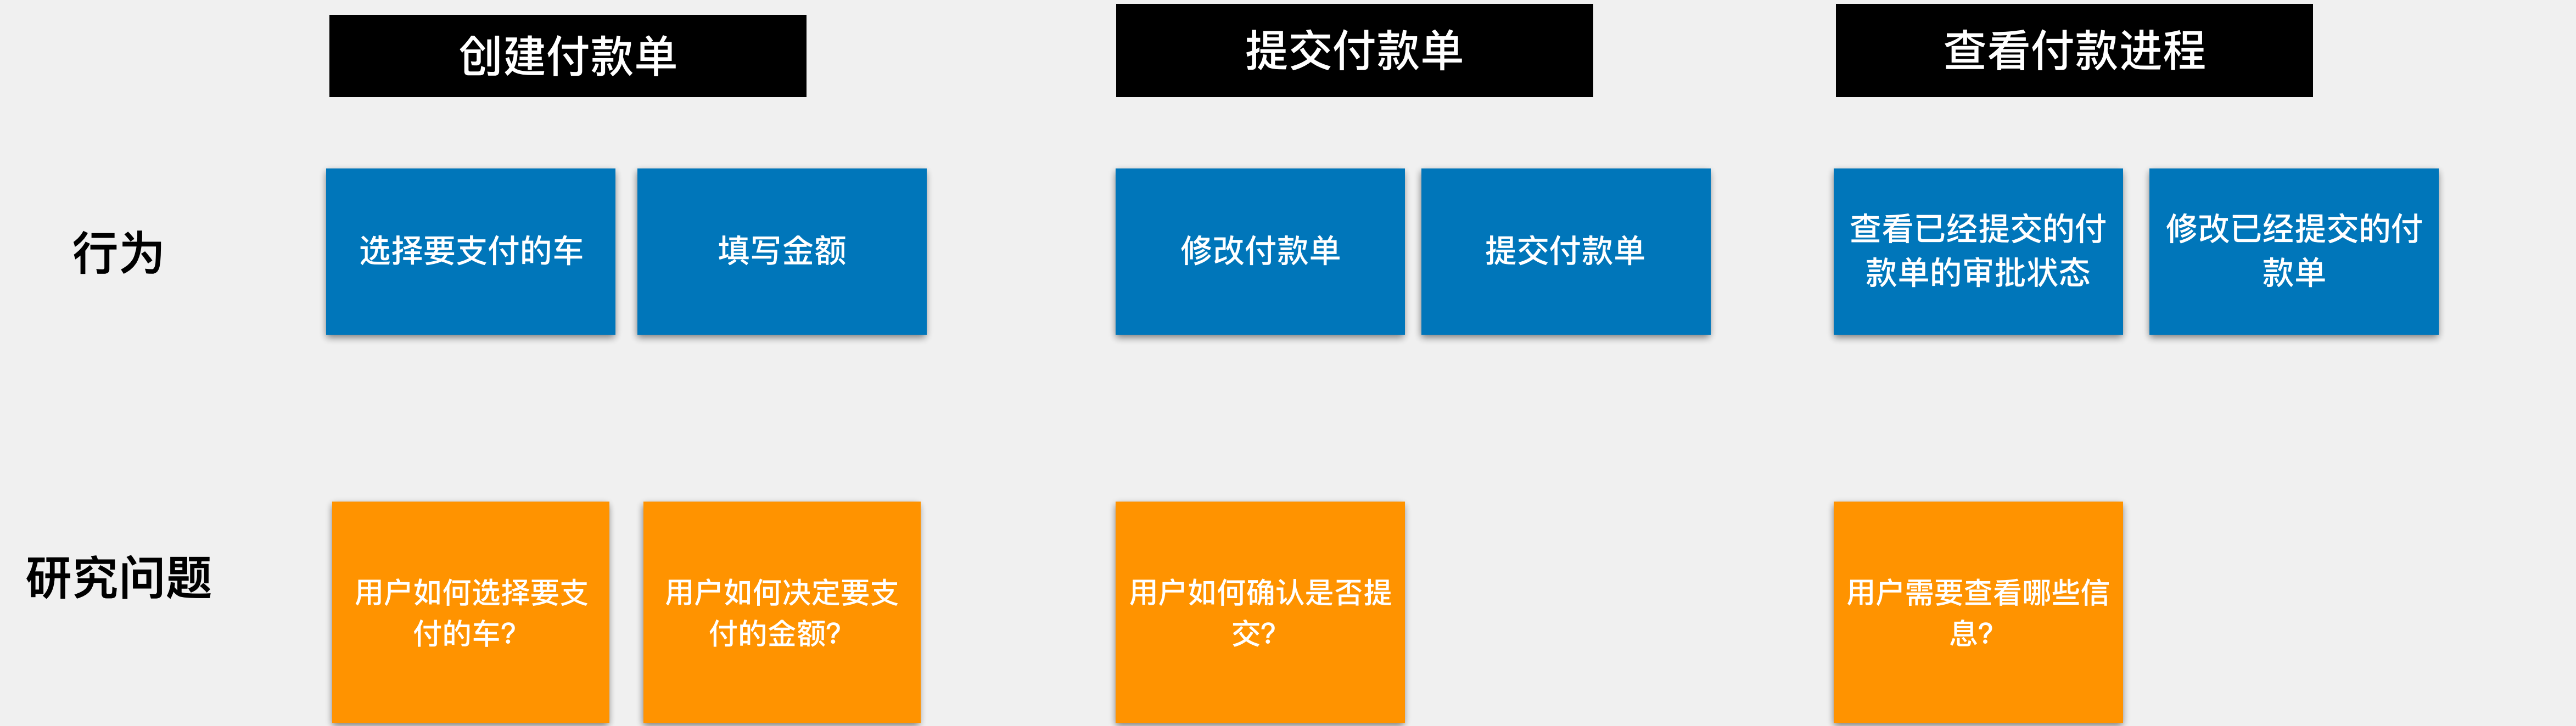 创建付款单
提交付款单
查看付款进程
行为
选择要支付的车
填写金额
修改付款单
提交付款单
查看已经提交的付
款单的审批状态
修改已经提交的付
款单
研究问题
用户如何选择要支
付的车?
用户如何决定要支
付的金额?
用户如何确认是否提
交?
用户需要查看哪些信
息?